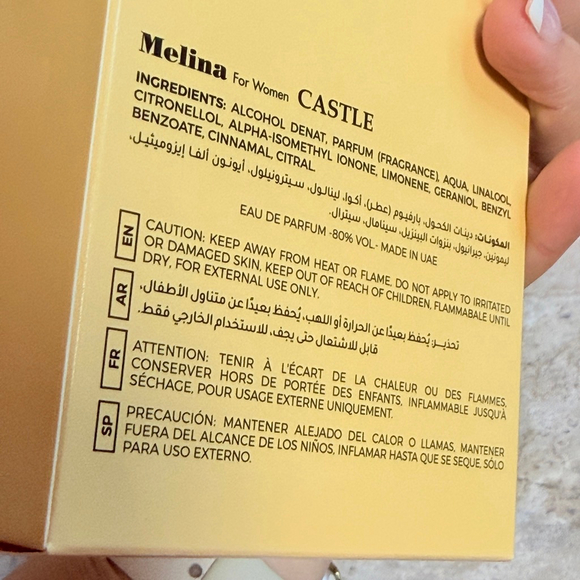 Melina For Women CASTLE
INGREDIENTS: ALCOHOL DENAT, PARFUM (FRAGRANCE), AQUA, LINALOOL,
CITRONELLOL, ALPHA-ISOMETHYL IONONE, LIMONENE, GERANIOL, BENZYL
BENZOATE, CINNAMAL, CITRAL.
المكونات: دينات الكحول، بارفيوم (عطر)، أكوا، لينالول، سيترونيلول، أيونون ألفا إيزوميثيل،
ليمونين، جيرانيول، بنزوات البينزيل، سينامال، سيترال.
EAU DE PARFUM -80% VOL- MADE IN UAE
EN
CAUTION: KEEP AWAY FROM HEAT OR FLAME, DO NOT APPLY TO IRRITATED
OR DAMAGED SKIN, KEEP OUT OF REACH OF CHILDREN, FLAMMABALE UNTIL
DRY, FOR EXTERNAL USE ONLY.
AR
تحذير: يُحفظ بعيدًا عن الحرارة أو اللهب، يُحفظ بعيدًا عن متناول الأطفال،
قابل للاشتعال حتى يجف، للاستخدام الخارجي فقط.
FR
ATTENTION: TENIR À L'ÉCART DE LA CHALEUR OU DES FLAMMES,
CONSERVER HORS DE PORTÉE DES ENFANTS, INFLAMMABLE JUSQU'À
SÉCHAGE, POUR USAGE EXTERNE UNIQUEMENT.
SP
PRECAUCIÓN: MANTENER ALEJADO DEL CALOR O LLAMAS, MANTENER
FUERA DEL ALCANCE DE LOS NIÑOS, INFLAMAR HASTA QUE SE SEQUE, SÓLO
PARA USO EXTERNO.